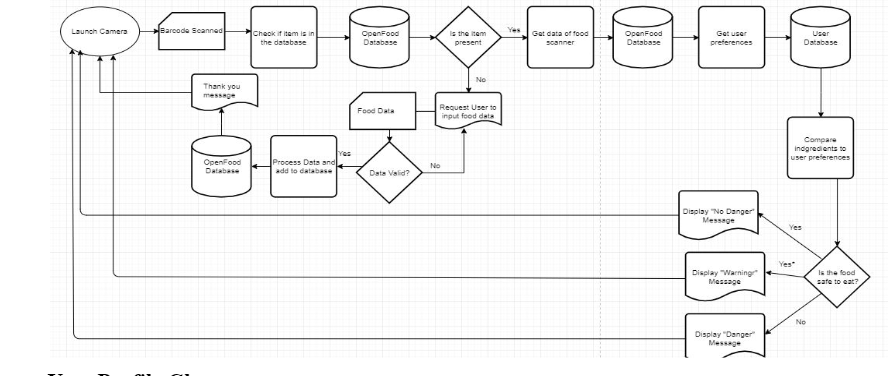 Launch Camera
Barcode Scanned
Check if item is in
the database
OpenFood
Database
Is the item
present
Yes
Get data of food
scanner
OpenFood
Database
Get user
preferences
User
Database
No
Thank you
message
Food Data
Request User to
input food data
Compare
indgredients to
user preferences
OpenFood
Database
Process Data and
add to database
Yes
Data Valid?
No
Display "No Danger"
Message
Yes
Display "Warningr"
Message
Yes*
Is the food
safe to eat?
No
Display "Danger"
Message